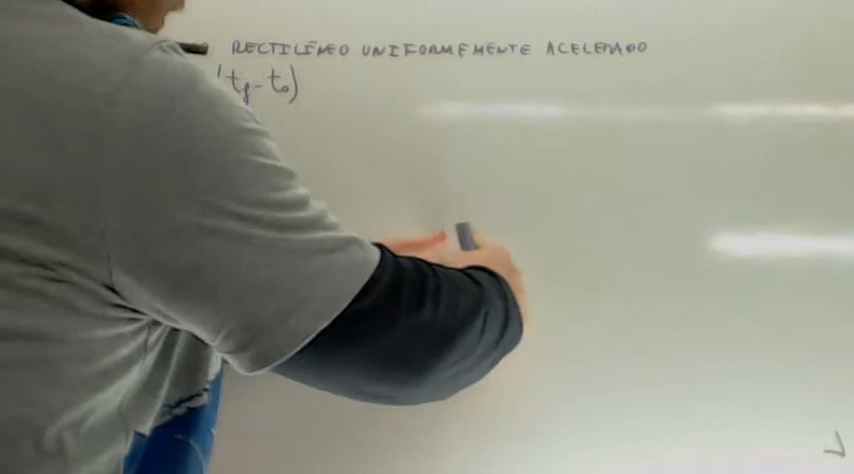 RECTILÍNEO UNIFORMEMENTE ACELERADO
(tf - t0)